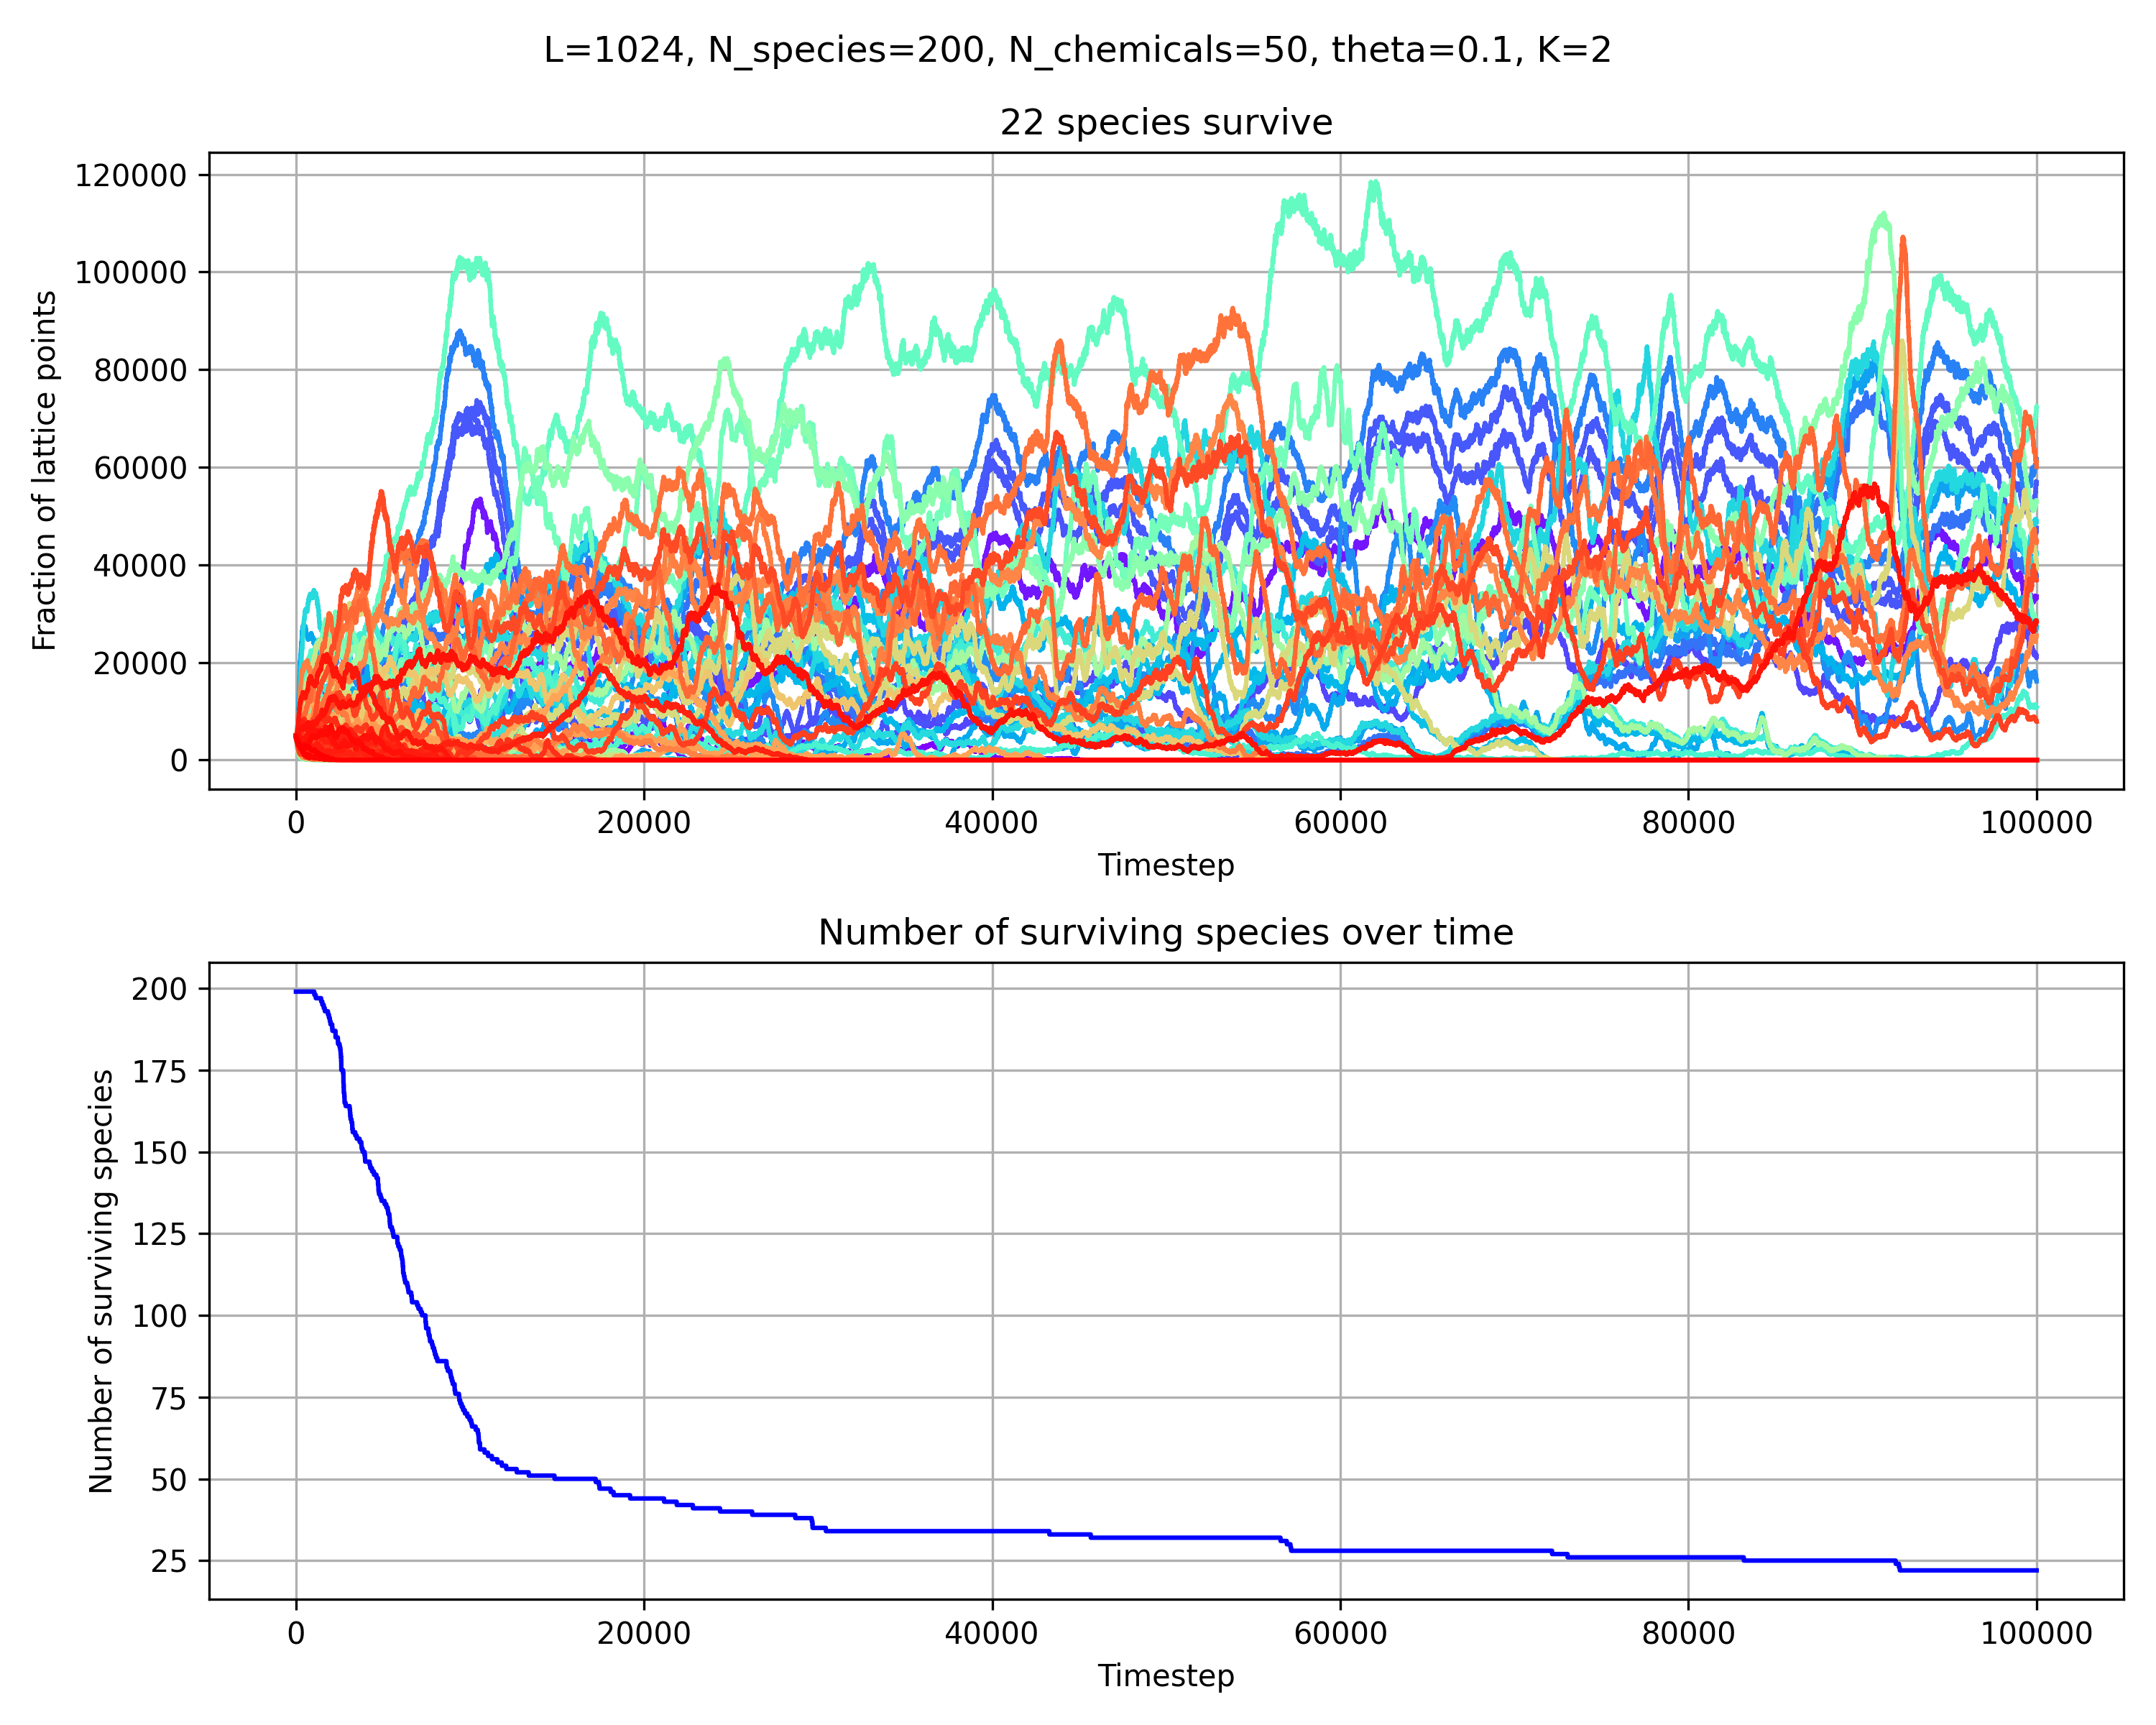 L=1024, N_species=200, N_chemicals=50, theta=0.1, K=2
22 species survive
120000
100000
80000
60000
40000
20000
0
Fraction of lattice points
0 20000 40000 60000 80000 100000
Timestep
Number of surviving species over time
200
175
150
125
100
75
50
25
Number of surviving species
0 20000 40000 60000 80000 100000
Timestep